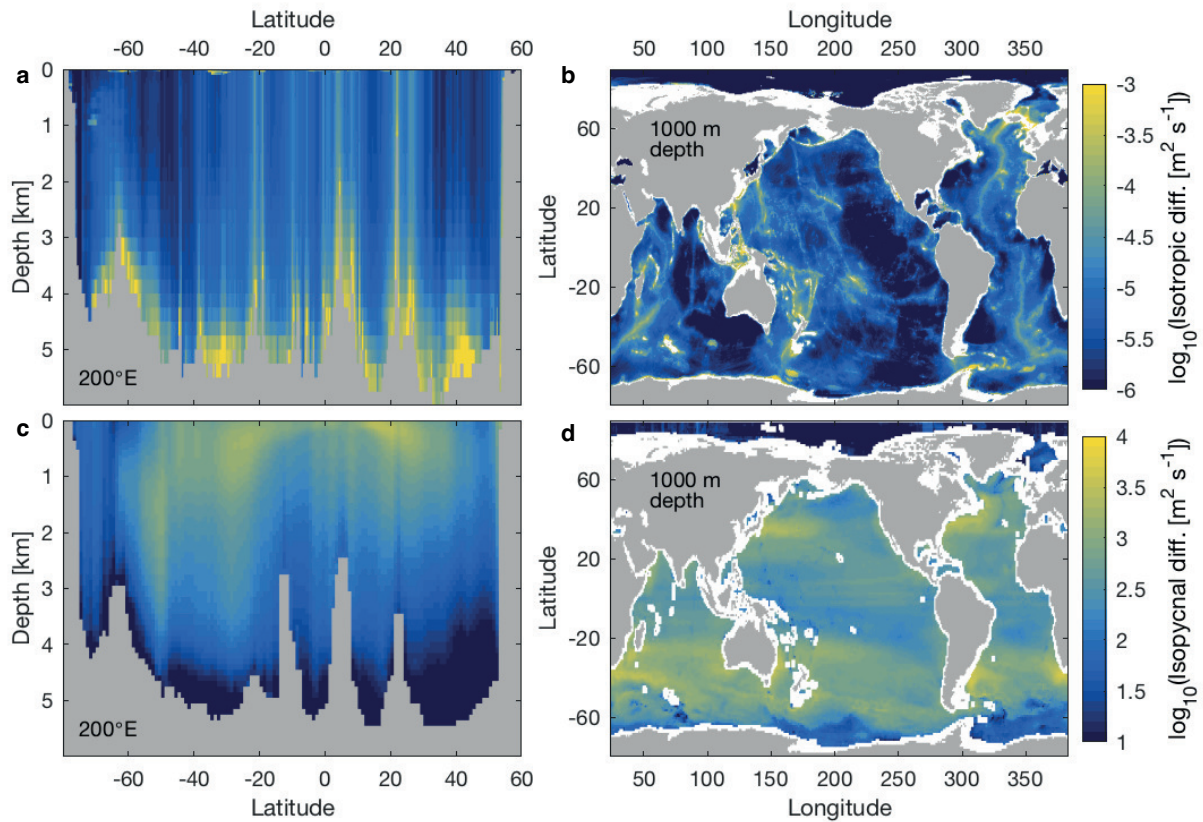 Latitude
-60 -40 -20 0 20 40 60
a
0
1
2
3
4
5
Depth [km]
200°E
Longitude
50 100 150 200 250 300 350
b
60
20
-20
-60
Latitude
1000 m
depth
-3
-3.5
-4
-4.5
-5
-5.5
-6
log10(Isotropic diff. [m2 s-1])
c
0
1
2
3
4
5
Depth [km]
200°E
-60 -40 -20 0 20 40 60
Latitude
d
60
20
-20
-60
Latitude
1000 m
depth
50 100 150 200 250 300 350
Longitude
4
3.5
3
2.5
2
1.5
1
log10(Isopycnal diff. [m2 s-1])